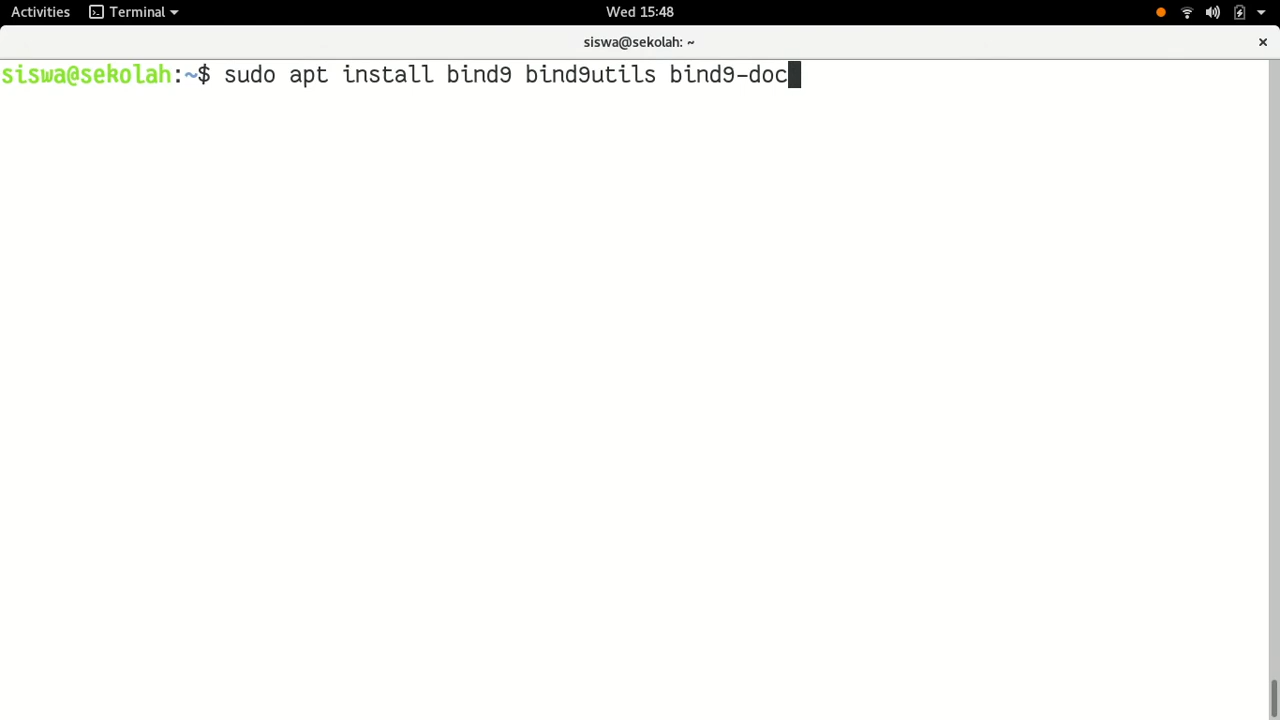 Activities Terminal Wed 15:48
siswa@sekolah: ~
siswa@sekolah:~$ sudo apt install bind9 bind9utils bind9-doc